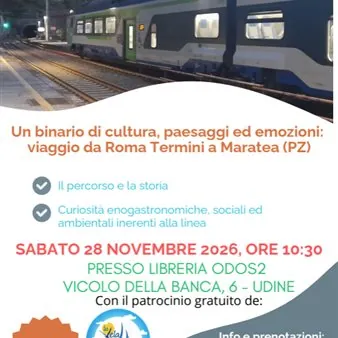 Un binario di cultura, paesaggi ed emozioni:
viaggio da Roma Termini a Maratea (PZ)
Il percorso e la storia
Curiosità enogastronomiche, sociali ed
ambientali inerenti alla linea
SABATO 28 NOVEMBRE 2026, ORE 10:30
PRESSO LIBRERIA ODOS2
VICOLO DELLA BANCA, 6 - UDINE
Con il patrocinio gratuito de:
Info e prenotazioni: